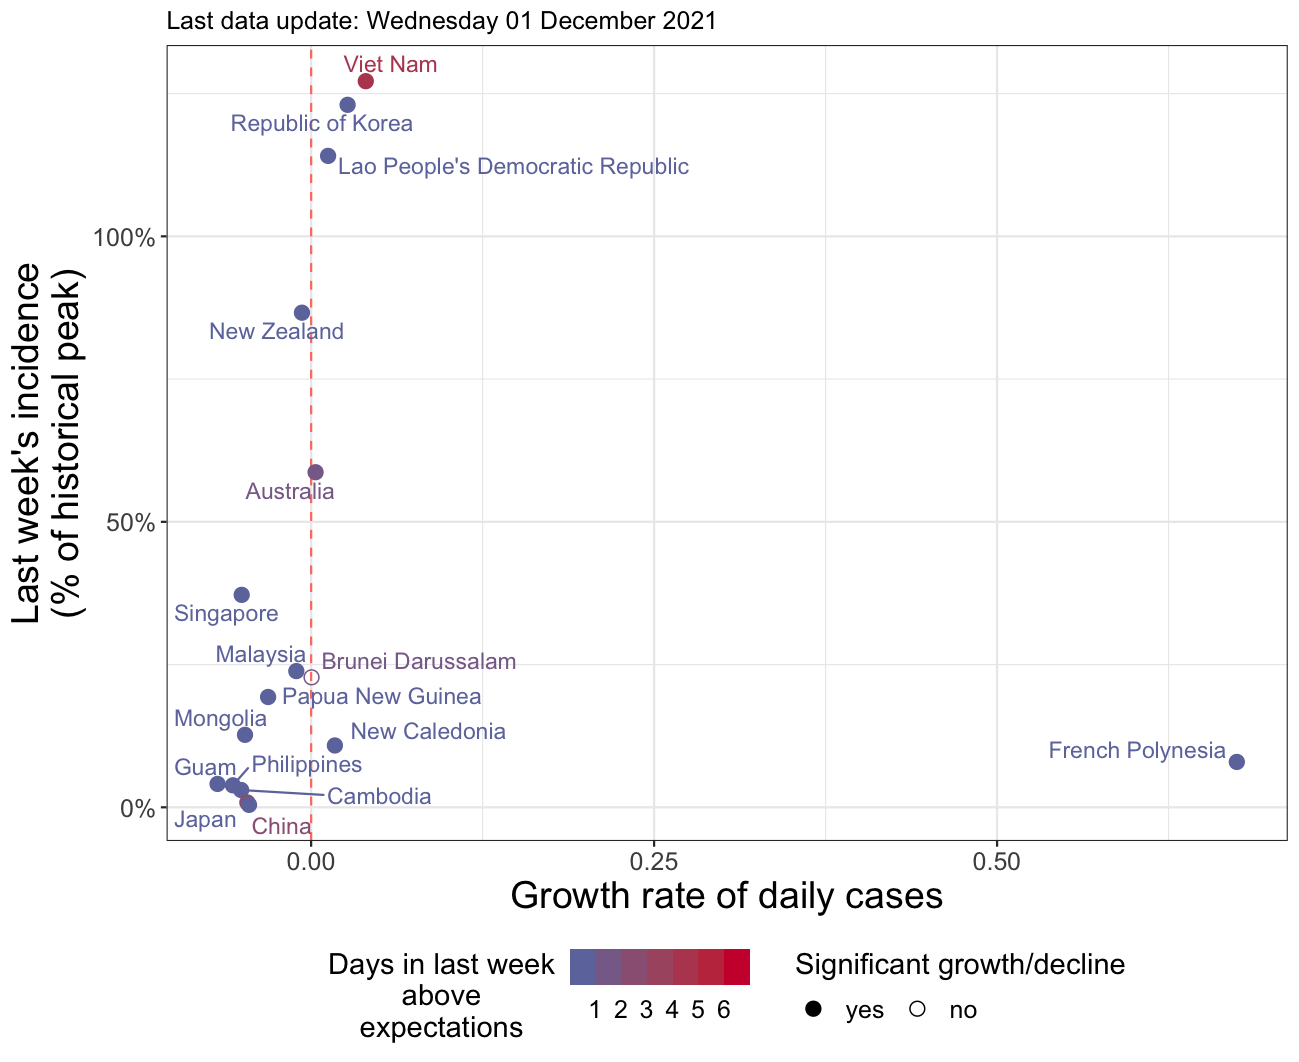 Last data update: Wednesday 01 December 2021
Viet Nam
Republic of Korea
Lao People's Democratic Republic
100%
New Zealand
Australia
50%
Last week's incidence
(% of historical peak)
Singapore
Malaysia
Brunei Darussalam
Papua New Guinea
Mongolia
New Caledonia
French Polynesia
Guam
Philippines
Cambodia
0%
Japan
China
0.00 0.25 0.50
Growth rate of daily cases
Days in last week
above
expectations
1 2 3 4 5 6
Significant growth/decline
yes no